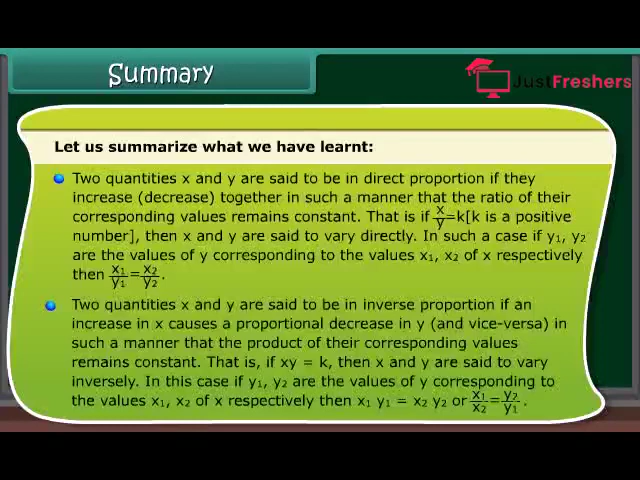 Summary
JustFreshers
Let us summarize what we have learnt:
Two quantities x and y are said to be in direct proportion if they
increase (decrease) together in such a manner that the ratio of their
corresponding values remains constant. That is if x/y=k[k is a positive
number], then x and y are said to vary directly. In such a case if y₁, y₂
are the values of y corresponding to the values x₁, x₂ of x respectively
then x₁/y₁=x₂/y₂.
Two quantities x and y are said to be in inverse proportion if an
increase in x causes a proportional decrease in y (and vice-versa) in
such a manner that the product of their corresponding values
remains constant. That is, if xy = k, then x and y are said to vary
inversely. In this case if y₁, y₂ are the values of y corresponding to
the values x₁, x₂ of x respectively then x₁ y₁ = x₂ y₂ or x₁/x₂=y₂/y₁.